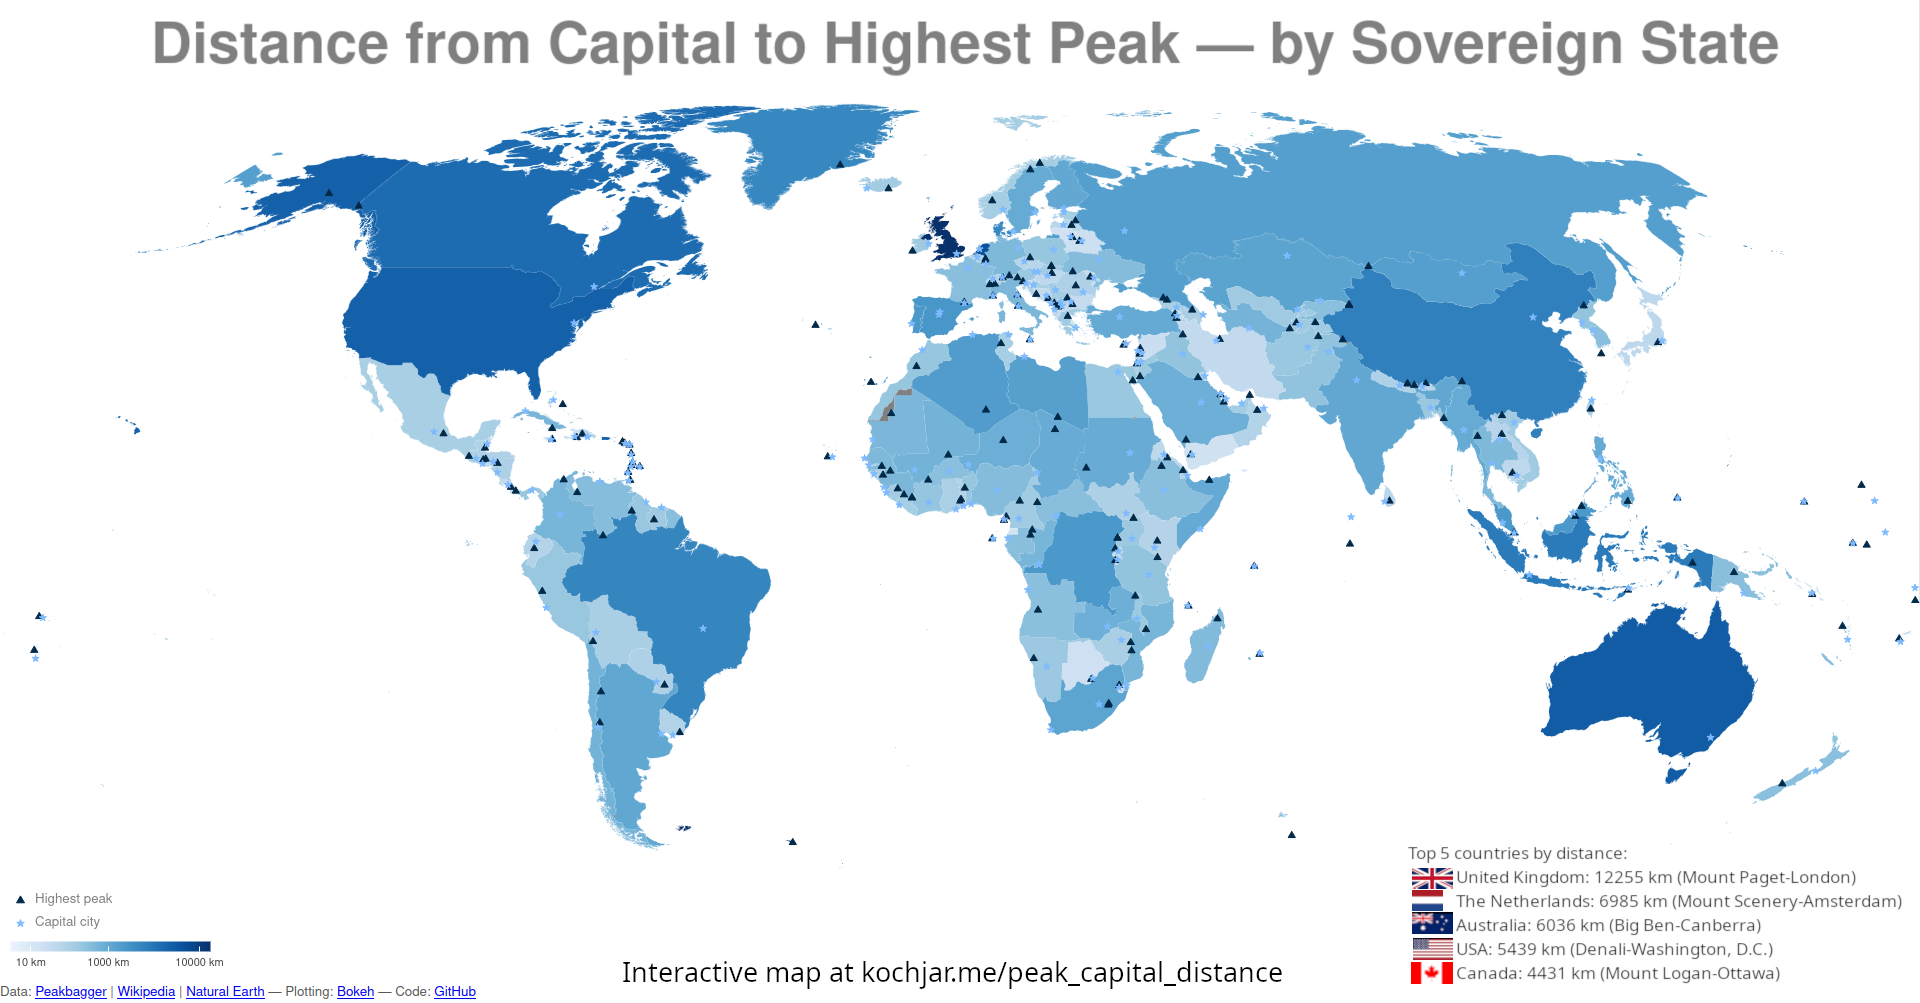 Distance from Capital to Highest Peak — by Sovereign State
Highest peak
Capital city
10 km 1000 km 10000 km
Data: Peakbagger | Wikipedia | Natural Earth — Plotting: Bokeh — Code: GitHub
Interactive map at kochjar.me/peak_capital_distance
Top 5 countries by distance:
United Kingdom: 12255 km (Mount Paget-London)
The Netherlands: 6985 km (Mount Scenery-Amsterdam)
Australia: 6036 km (Big Ben-Canberra)
USA: 5439 km (Denali-Washington, D.C.)
Canada: 4431 km (Mount Logan-Ottawa)